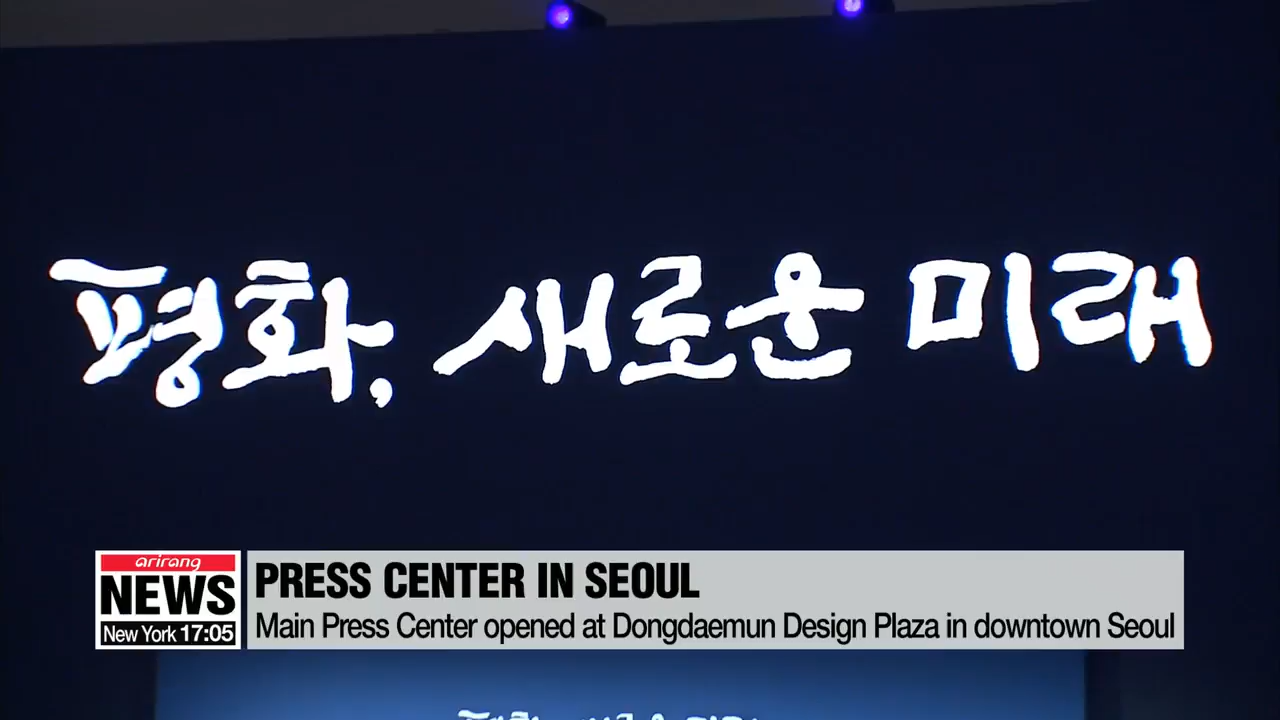 평화, 새로운 미래
arirang
NEWS
New York 17:05
PRESS CENTER IN SEOUL
Main Press Center opened at Dongdaemun Design Plaza in downtown Seoul